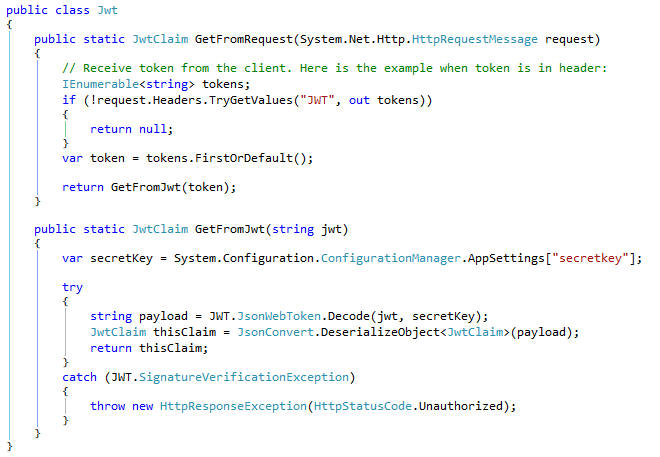 public class Jwt
{
    public static JwtClaim GetFromRequest(System.Net.Http.HttpRequestMessage request)
    {
        // Receive token from the client. Here is the example when token is in header:
        IEnumerable<string> tokens;
        if (!request.Headers.TryGetValues("JWT", out tokens))
        {
            return null;
        }
        var token = tokens.FirstOrDefault();

        return GetFromJwt(token);
    }

    public static JwtClaim GetFromJwt(string jwt)
    {
        var secretKey = System.Configuration.ConfigurationManager.AppSettings["secretkey"];

        try
        {
            string payload = JWT.JsonWebToken.Decode(jwt, secretKey);
            JwtClaim thisClaim = JsonConvert.DeserializeObject<JwtClaim>(payload);
            return thisClaim;
        }
        catch (JWT.SignatureVerificationException)
        {
            throw new HttpResponseException(HttpStatusCode.Unauthorized);
        }
    }
}